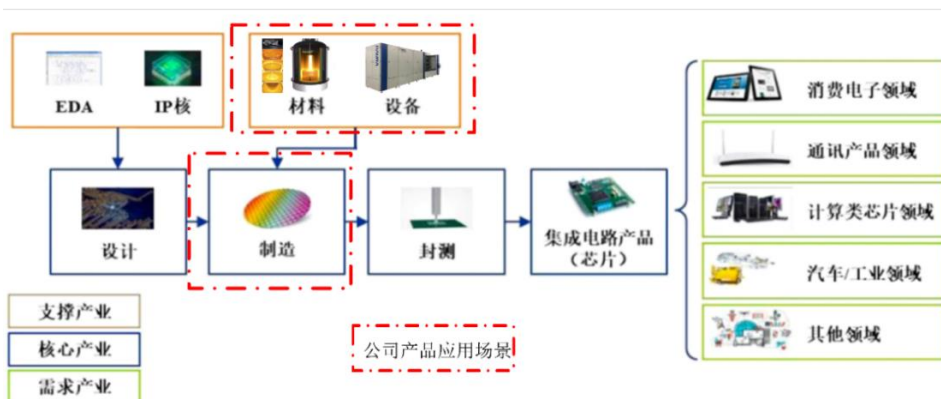 EDA
IP核
材料
设备
设计
制造
封测
集成电路产品
（芯片）
消费电子领域
通讯产品领域
计算类芯片领域
汽车/工业领域
其他领域
支撑产业
核心产业
需求产业
公司产品应用场景